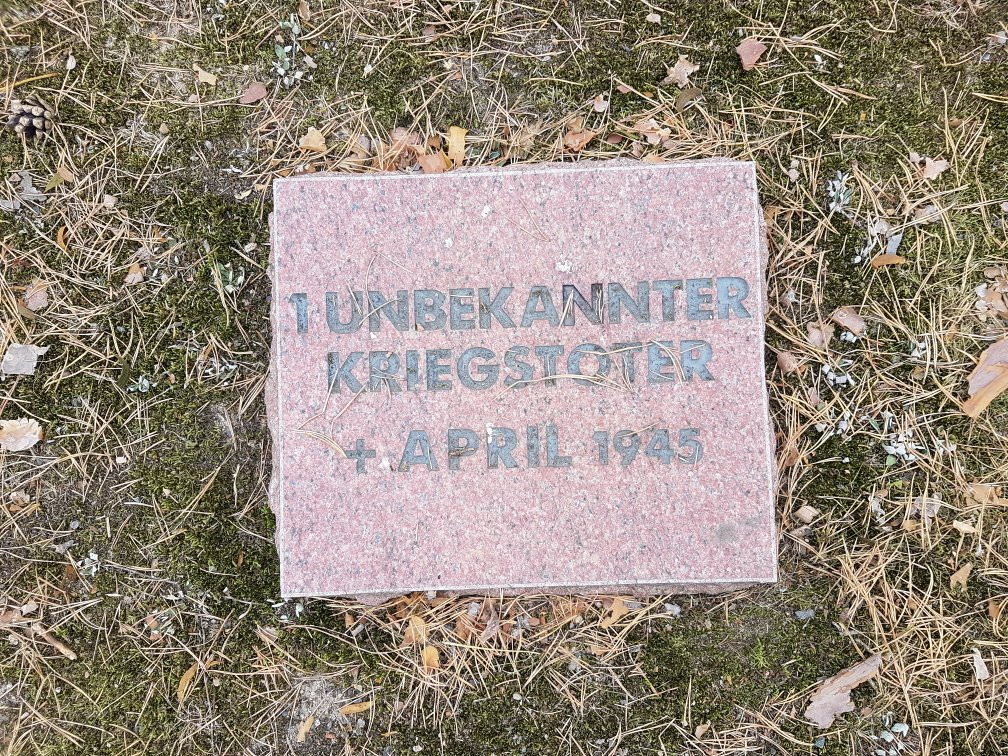 1 UNBEKANNTER
KRIEGSTOTER
+ APRIL 1945